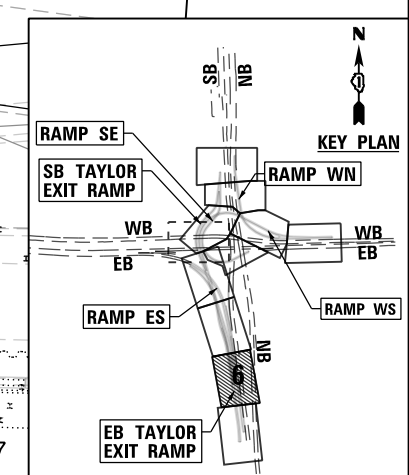 N
KEY PLAN
SB
NB
RAMP SE
SB TAYLOR
EXIT RAMP
RAMP WN
WB
EB
WB
EB
RAMP ES
RAMP WS
NB
6
EB TAYLOR
EXIT RAMP
7